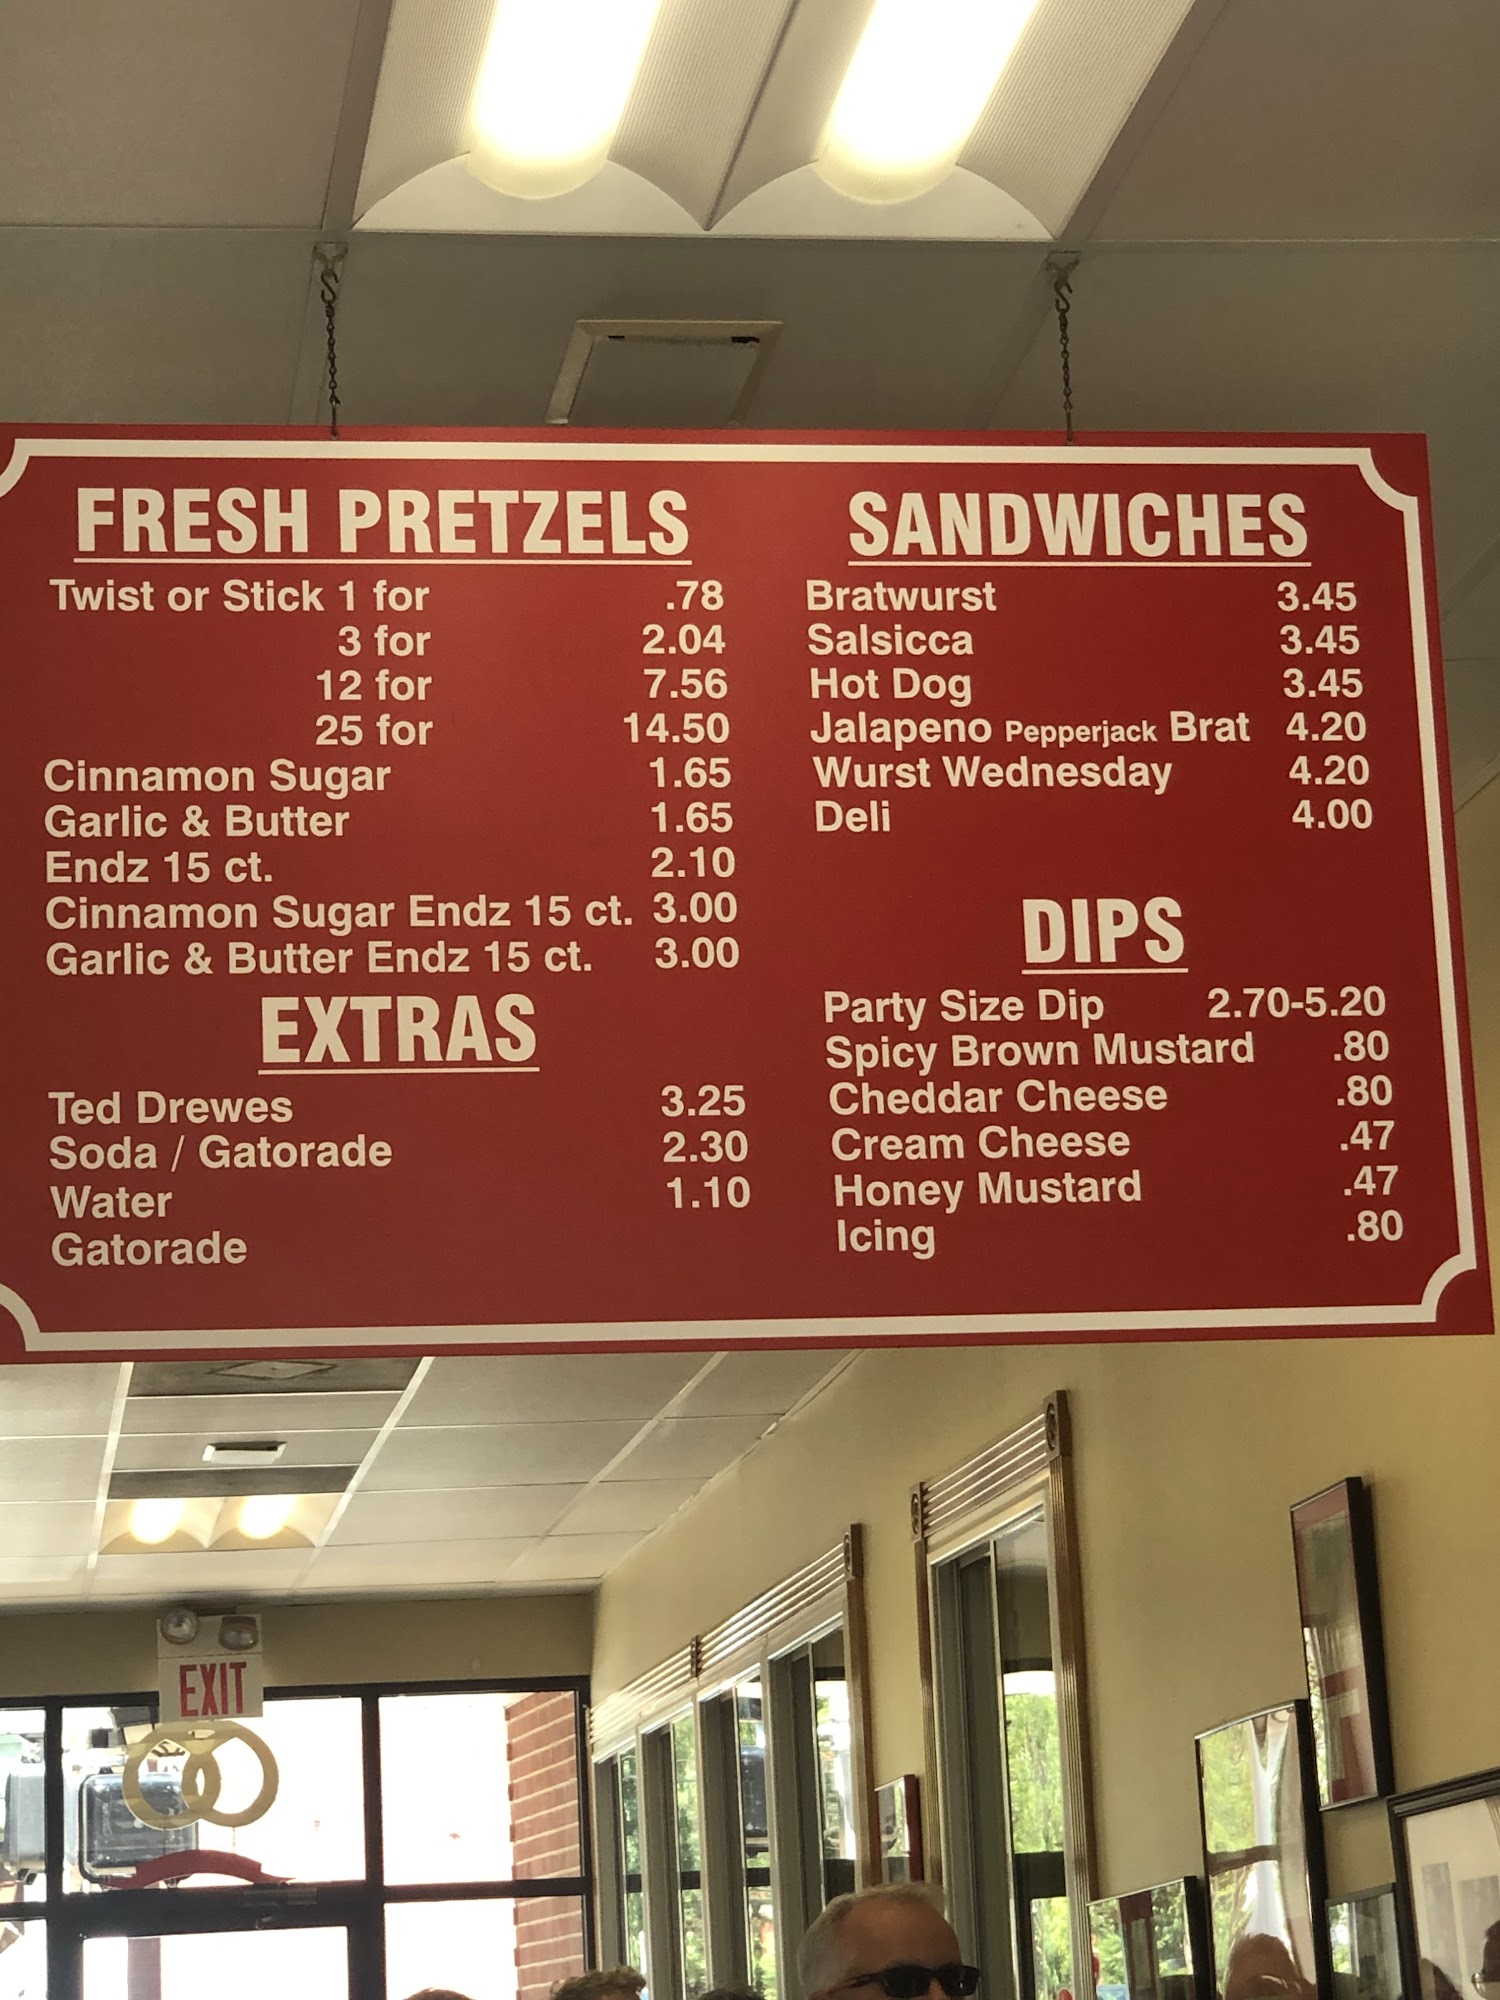 FRESH PRETZELS
Twist or Stick 1 for .78
3 for 2.04
12 for 7.56
25 for 14.50
Cinnamon Sugar 1.65
Garlic & Butter 1.65
Endz 15 ct. 2.10
Cinnamon Sugar Endz 15 ct. 3.00
Garlic & Butter Endz 15 ct. 3.00
EXTRAS
Ted Drewes 3.25
Soda / Gatorade 2.30
Water 1.10
Gatorade
SANDWICHES
Bratwurst 3.45
Salsicca 3.45
Hot Dog 3.45
Jalapeno Pepperjack Brat 4.20
Wurst Wednesday 4.20
Deli 4.00
DIPS
Party Size Dip 2.70-5.20
Spicy Brown Mustard .80
Cheddar Cheese .80
Cream Cheese .47
Honey Mustard .47
Icing .80
EXIT